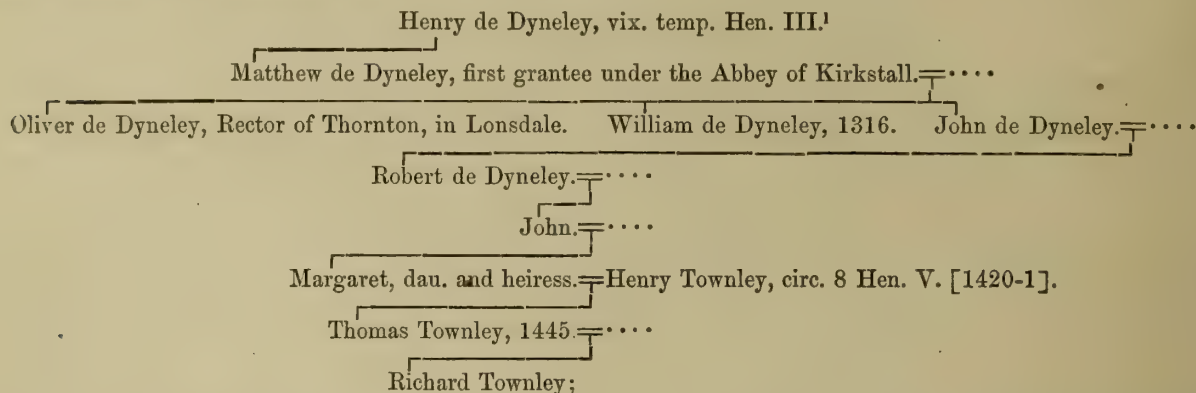 Henry de Dyneley, vix. temp. Hen. III.¹
Matthew de Dyneley, first grantee under the Abbey of Kirkstall.=····
Oliver de Dyneley, Rector of Thornton, in Lonsdale. William de Dyneley, 1316. John de Dyneley.=····
Robert de Dyneley.=····
John.=····
Margaret, dau. and heiress.=Henry Townley, circ. 8 Hen. V. [1420-1].
Thomas Townley, 1445.=····
Richard Townley;